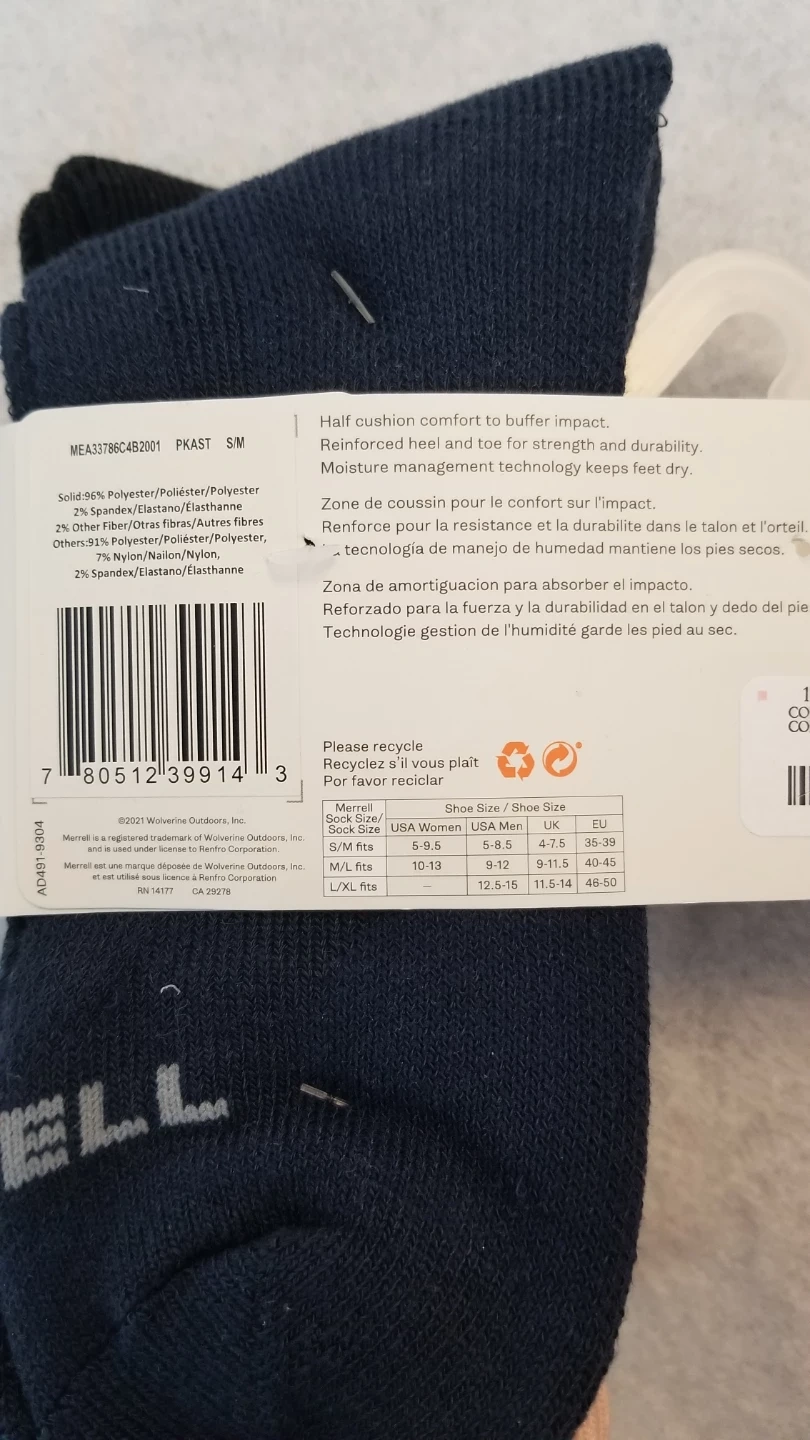 MEA33786C4B2001 PKAST S/M
Solid:96% Polyester/Poliéster/Polyester
2% Spandex/Elastano/Élasthanne
2% Other Fiber/Otras fibras/Autres fibres
Others:91% Polyester/Poliéster/Polyester,
7% Nylon/Nailon/Nylon,
2% Spandex/Elastano/Élasthanne
7 80512 39914 3
©2021 Wolverine Outdoors, Inc.
Merrell is a registered trademark of Wolverine Outdoors, Inc.
and is used under license to Renfro Corporation.
Merrell est une marque déposée de Wolverine Outdoors, Inc.
et est utilisé sous licence à Renfro Corporation
RN 14177 CA 29278
AD491-9304
Half cushion comfort to buffer impact.
Reinforced heel and toe for strength and durability.
Moisture management technology keeps feet dry.
Zone de coussin pour le confort sur l'impact.
Renforce pour la resistance et la durabilite dans le talon et l'orteil.
tecnología de manejo de humedad mantiene los pies secos.
Zona de amortiguacion para absorber el impacto.
Reforzado para la fuerza y la durabilidad en el talon y dedo del pie
Technologie gestion de l'humidité garde les pied au sec.
Please recycle
Recyclez s'il vous plaît
Por favor reciclar
Merrell Sock Size/ Sock Size Shoe Size / Shoe Size
USA Women USA Men UK EU
S/M fits 5-9.5 5-8.5 4-7.5 35-39
M/L fits 10-13 9-12 9-11.5 40-45
L/XL fits — 12.5-15 11.5-14 46-50
1
CO
CO
ELL